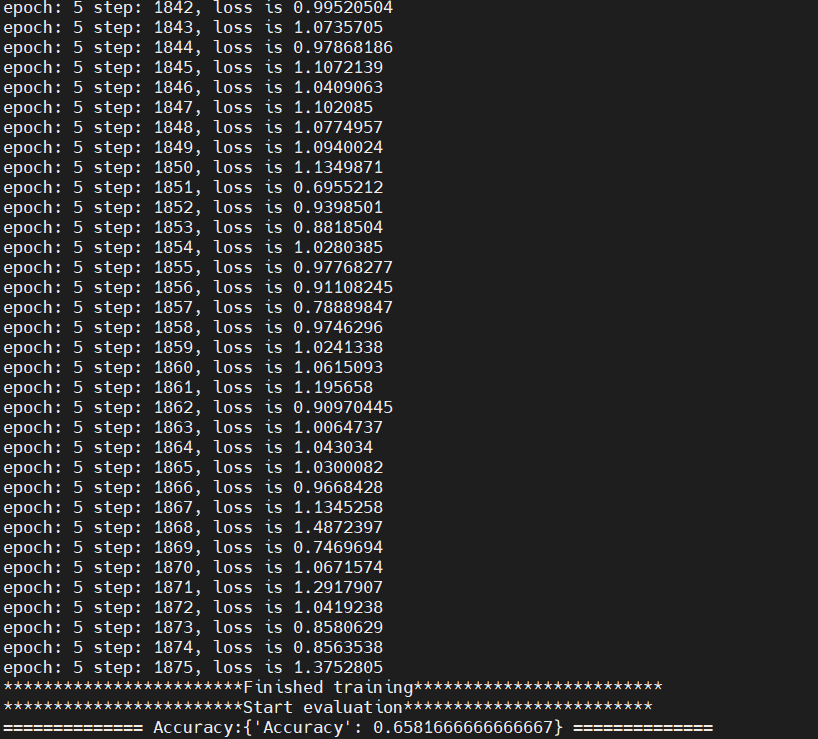 epoch: 5 step: 1842, loss is 0.99520504
epoch: 5 step: 1843, loss is 1.0735705
epoch: 5 step: 1844, loss is 0.97868186
epoch: 5 step: 1845, loss is 1.1072139
epoch: 5 step: 1846, loss is 1.0409063
epoch: 5 step: 1847, loss is 1.102085
epoch: 5 step: 1848, loss is 1.0774957
epoch: 5 step: 1849, loss is 1.0940024
epoch: 5 step: 1850, loss is 1.1349871
epoch: 5 step: 1851, loss is 0.6955212
epoch: 5 step: 1852, loss is 0.9398501
epoch: 5 step: 1853, loss is 0.8818504
epoch: 5 step: 1854, loss is 1.0280385
epoch: 5 step: 1855, loss is 0.97768277
epoch: 5 step: 1856, loss is 0.91108245
epoch: 5 step: 1857, loss is 0.78889847
epoch: 5 step: 1858, loss is 0.9746296
epoch: 5 step: 1859, loss is 1.0241338
epoch: 5 step: 1860, loss is 1.0615093
epoch: 5 step: 1861, loss is 1.195658
epoch: 5 step: 1862, loss is 0.90970445
epoch: 5 step: 1863, loss is 1.0064737
epoch: 5 step: 1864, loss is 1.043034
epoch: 5 step: 1865, loss is 1.0300082
epoch: 5 step: 1866, loss is 0.9668428
epoch: 5 step: 1867, loss is 1.1345258
epoch: 5 step: 1868, loss is 1.4872397
epoch: 5 step: 1869, loss is 0.7469694
epoch: 5 step: 1870, loss is 1.0671574
epoch: 5 step: 1871, loss is 1.2917907
epoch: 5 step: 1872, loss is 1.0419238
epoch: 5 step: 1873, loss is 0.8580629
epoch: 5 step: 1874, loss is 0.8563538
epoch: 5 step: 1875, loss is 1.3752805
************************Finished training*************************
************************Start evaluation*************************
============== Accuracy:{'Accuracy': 0.6581666666666667} ==============